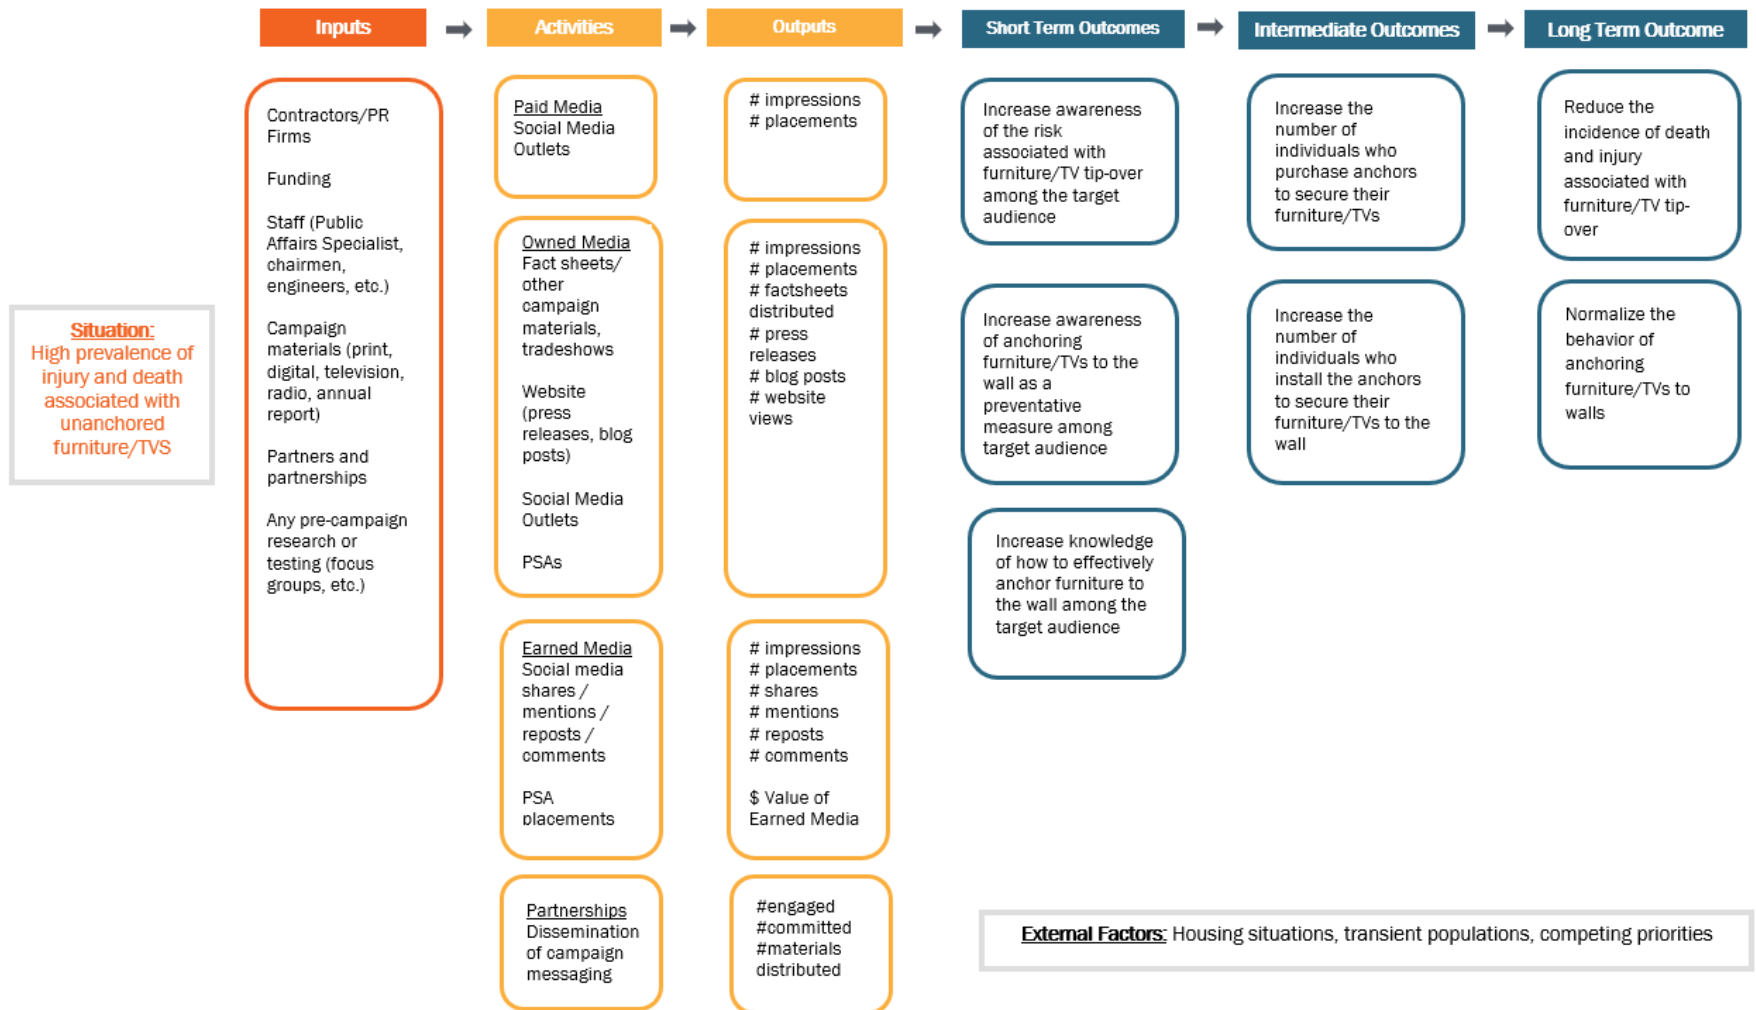 Inputs
Activities
Outputs
Short Term Outcomes
Intermediate Outcomes
Long Term Outcome
Situation:
High prevalence of
injury and death
associated with
unanchored
furniture/TVS
Contractors/PR
Firms
Funding
Staff (Public
Affairs Specialist,
chairmen,
engineers, etc.)
Campaign
materials (print,
digital, television,
radio, annual
report)
Partners and
partnerships
Any pre-campaign
research or
testing (focus
groups, etc.)
Paid Media
Social Media
Outlets
Owned Media
Fact sheets/
other
campaign
materials,
tradeshows
Website
(press
releases, blog
posts)
Social Media
Outlets
PSAs
Earned Media
Social media
shares /
mentions /
reposts /
comments
PSA
placements
Partnerships
Dissemination
of campaign
messaging
# impressions
# placements
# impressions
# placements
# factsheets
distributed
# press
releases
# blog posts
# website
views
# impressions
# placements
# shares
# mentions
# reposts
# comments
$ Value of
Earned Media
#engaged
#committed
#materials
distributed
Increase awareness
of the risk
associated with
furniture/TV tip-over
among the target
audience
Increase awareness
of anchoring
furniture/TVs to the
wall as a
preventative
measure among
target audience
Increase knowledge
of how to effectively
anchor furniture to
the wall among the
target audience
Increase the
number of
individuals who
purchase anchors
to secure their
furniture/TVs
Increase the
number of
individuals who
install the anchors
to secure their
furniture/TVs to the
wall
Reduce the
incidence of death
and injury
associated with
furniture/TV tip-
over
Normalize the
behavior of
anchoring
furniture/TVs to
walls
External Factors: Housing situations, transient populations, competing priorities